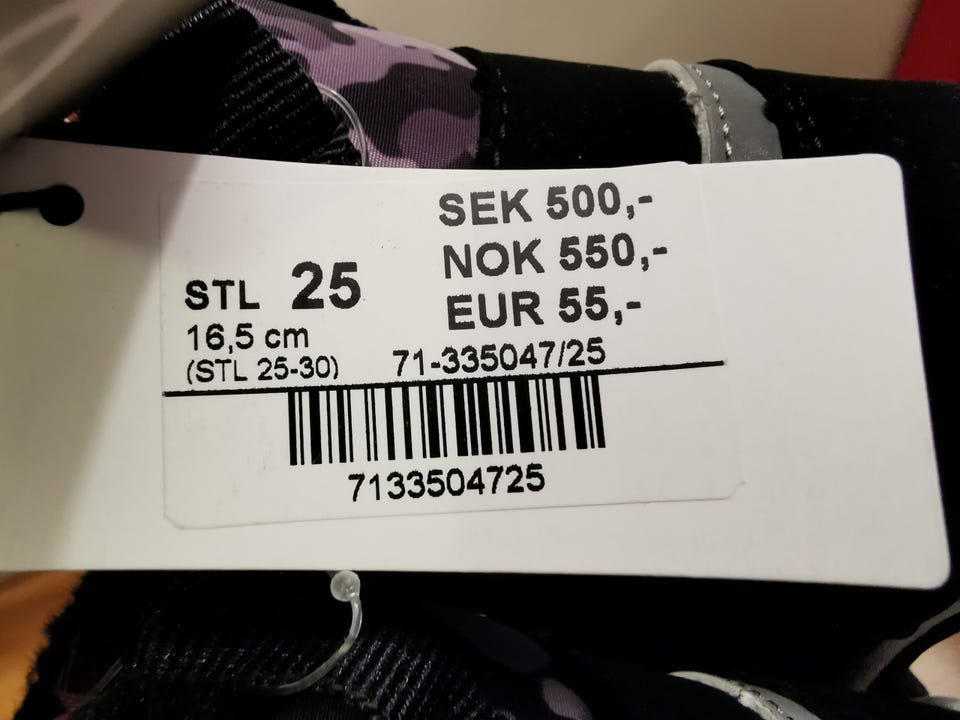 SEK 500,-
NOK 550,-
STL 25
EUR 55,-
16,5 cm
(STL 25-30) 71-335047/25
7133504725